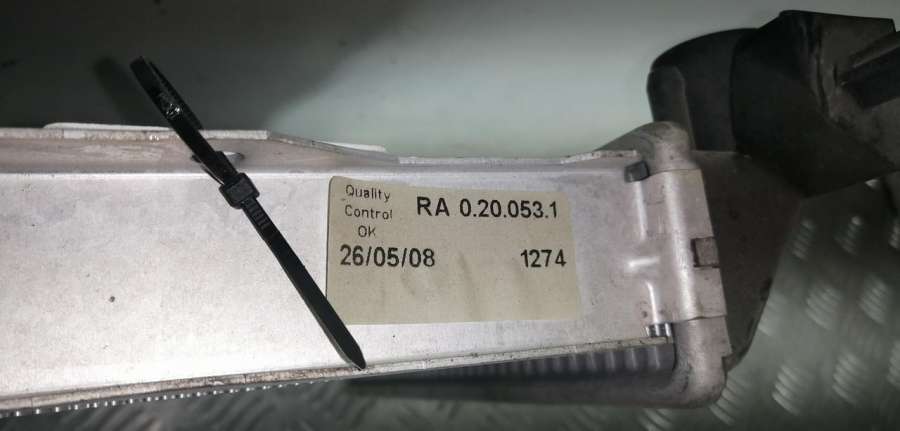 Quality
Control
OK
RA 0.20.053.1
26/05/08
1274